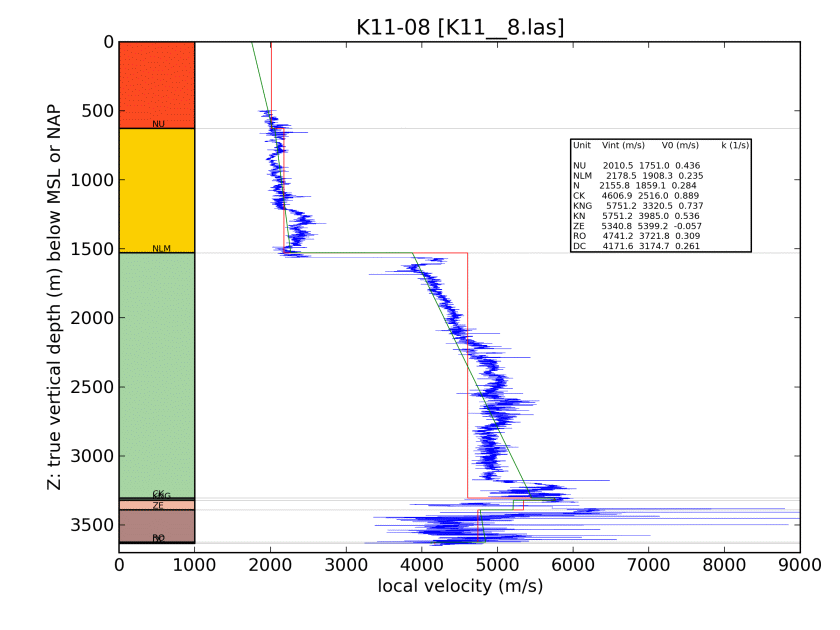 K11-08 [K11__8.las]
0
500
1000
1500
2000
2500
3000
3500
Z: true vertical depth (m) below MSL or NAP
NU
NLM
CK
KNG
ZE
RO
Unit Vint (m/s) V0 (m/s) k (1/s)
NU 2010.5 1751.0 0.436
NLM 2178.5 1908.3 0.235
N 2155.8 1859.1 0.284
CK 4606.9 2516.0 0.889
KNG 5751.2 3320.5 0.737
KN 5751.2 3985.0 0.536
ZE 5340.8 5399.2 -0.057
RO 4741.2 3721.8 0.309
DC 4171.6 3174.7 0.261
0 1000 2000 3000 4000 5000 6000 7000 8000 9000
local velocity (m/s)